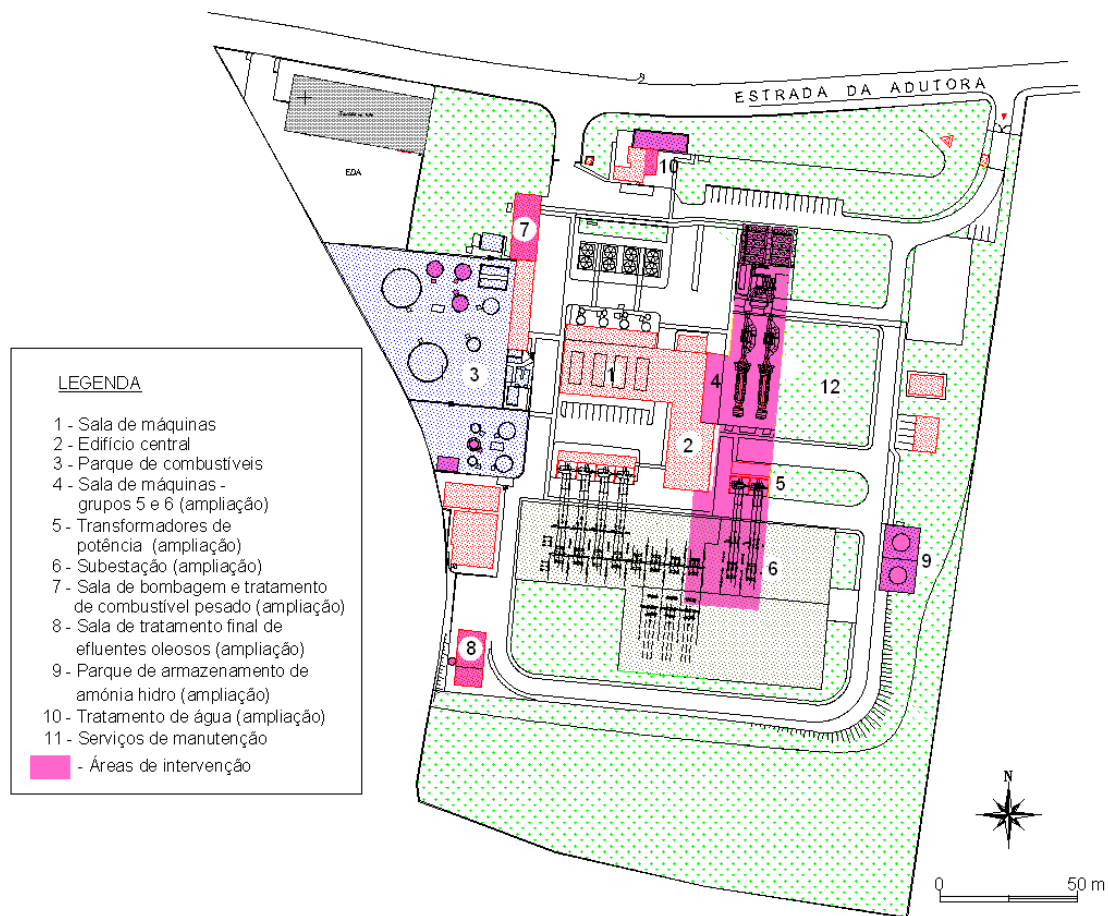 ESTRADA DA ADUTORA
EDA
10
7
3
1
4
12
2
5
6
9
8
LEGENDA
1 - Sala de máquinas
2 - Edifício central
3 - Parque de combustíveis
4 - Sala de máquinas -
grupos 5 e 6 (ampliação)
5 - Transformadores de
potência (ampliação)
6 - Subestação (ampliação)
7 - Sala de bombagem e tratamento
de combustível pesado (ampliação)
8 - Sala de tratamento final de
efluentes oleosos (ampliação)
9 - Parque de armazenamento de
amónia hidro (ampliação)
10 - Tratamento de água (ampliação)
11 - Serviços de manutenção
- Áreas de intervenção
N
0 50 m